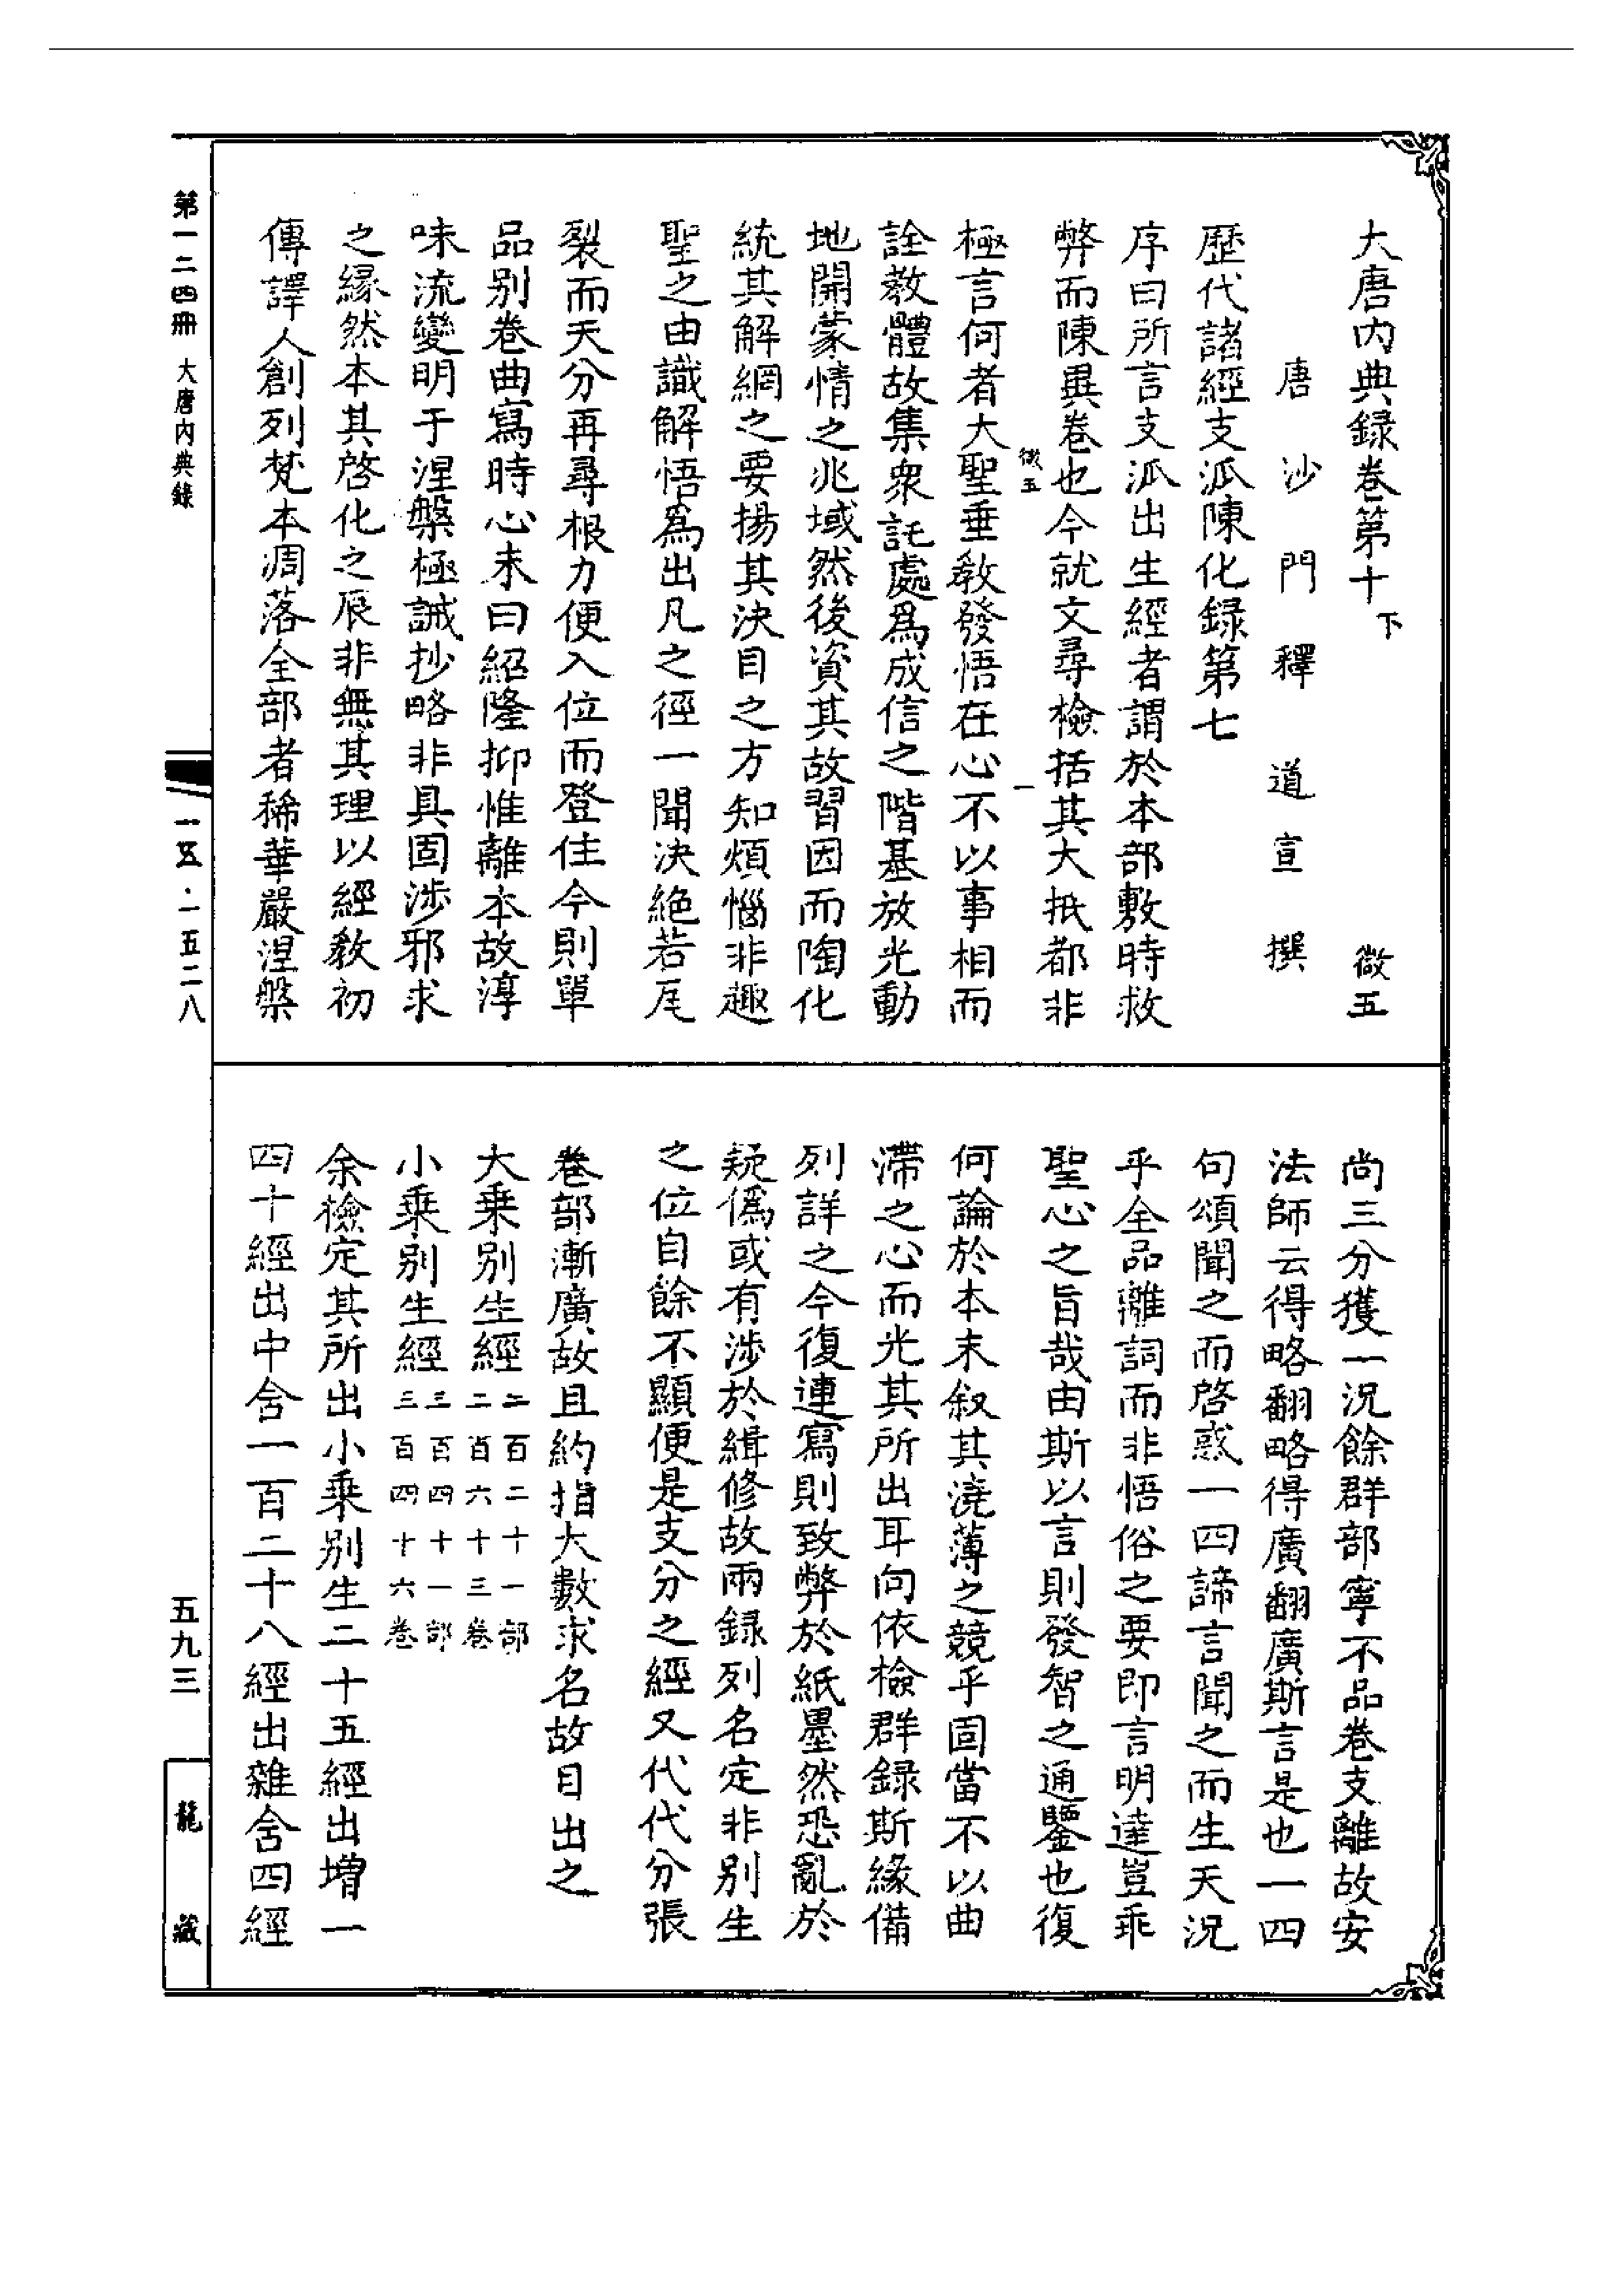 大唐內典録卷第十下　微五
唐沙門釋道宣撰
歷代諸經支派陳化録第七
序曰所言支派出生經者謂於本部敷時救
弊而陳異卷也今就文尋檢括其大抵都非
微五　一
極言何者大聖垂教發悟在心不以事相而
詮教體故集衆託處爲成信之階基放光動
地開蒙情之兆域然後資其故習因而陶化
統其解網之要揚其決目之方知煩惱非趣
聖之由識解悟爲出凡之徑一聞決絶若瓦
裂而天分再尋根力便入位而登住今則單
品别卷曲寫時心未曰紹隆抑惟離本故淳
味流變明于涅槃極誡抄略非具固涉邪求
之縁然本其啓化之辰非無其理以經教初
傳譯人創列梵本凋落全部者稀華嚴涅槃
尚三分獲一況餘群部寧不品卷支離故安
法師云得略翻略得廣翻廣斯言是也一四
句頌聞之而啓惑一四諦言聞之而生天況
乎全品離詞而非悟俗之要即言明達豈乖
聖心之旨哉由斯以言則發智之通鑒也復
何論於本末叙其澆薄之競乎固當不以曲
滯之心而光其所出耳向依檢群録斯緣備
列詳之今復連寫則致弊於紙墨然恐亂於
疑僞或有涉於緝修故兩録列名定非别生
之位自餘不顯便是支分之經又代代分張
卷部漸廣故且約指大數求名故目出之
大乘别生經二百二十一部二百六十三卷
小乘别生經三百四十一部三百四十六卷
余檢定其所出小乘别生二十五經出增一
四十經出中含一百二十八經出雜含四經
第一二四冊　大唐內典錄
一五·一五二八
五九三
龍藏